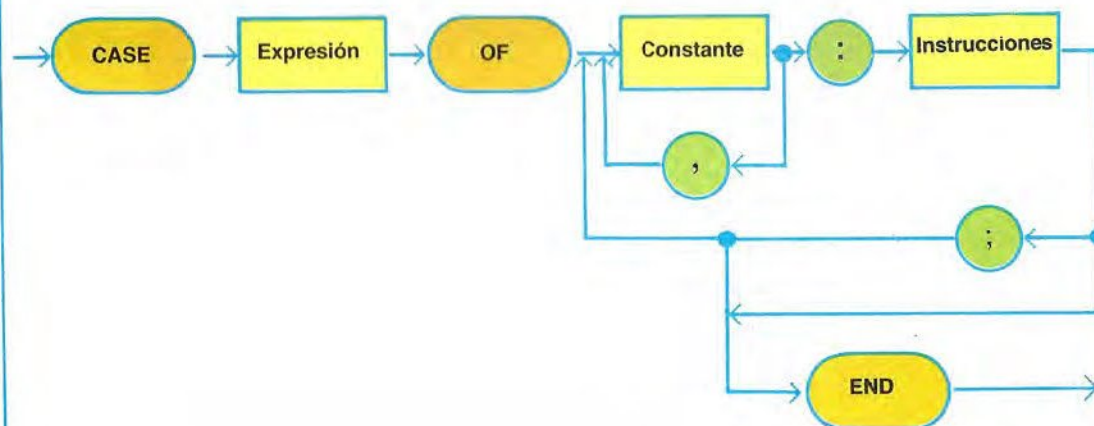 CASE Expresión OF Constante : Instrucciones
,
;
END